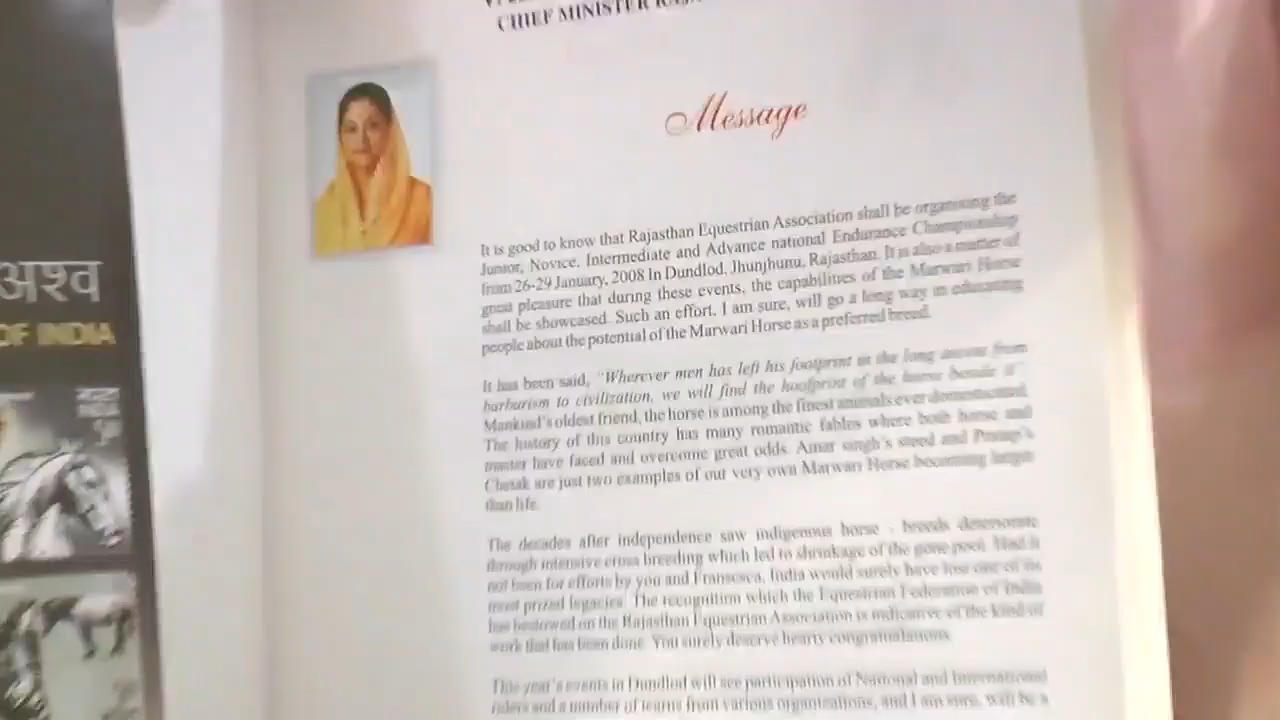 CHIEF MINISTER
Message
It is good to know that Rajasthan Equestrian Association shall be organising the
Junior, Novice, Intermediate and Advance national Endurance Championship
from 26-29 January, 2008 In Dundlod, Jhunjhunu, Rajasthan. It is also a matter of
great pleasure that during these events, the capabilities of the Marwari Horse
shall be showcased. Such an effort, I am sure, will go a long way in educating
people about the potential of the Marwari Horse as a preferred breed.
It has been said, "Wherever men has left his footprint in the long ascent from
barbarism to civilization, we will find the hoofprint of the horse beside it"
Mankind's oldest friend, the horse is among the finest animals ever domesticated.
The history of this country has many romantic fables where both horse and
master have faced and overcome great odds. Amar singh's steed and Pratap's
Chetak are just two examples of our very own Marwari Horse becoming larger
than life.
The decades after independence saw indigenous horse - breeds deteriorate
through intensive cross breeding which led to shrinkage of the gene pool. Had it
not been for efforts by you and Francesca, India would surely have lost one of its
most prized legacies. The recognition which the Equestrian Federation of India
has bestowed on the Rajasthan Equestrian Association is indicative of the kind of
work that has been done. You surely deserve hearty congratulations.
This year's events in Dundlod will see participation of National and International
riders and a number of teams from various organizations, and I am sure, will be a
अश्व
OF INDIA